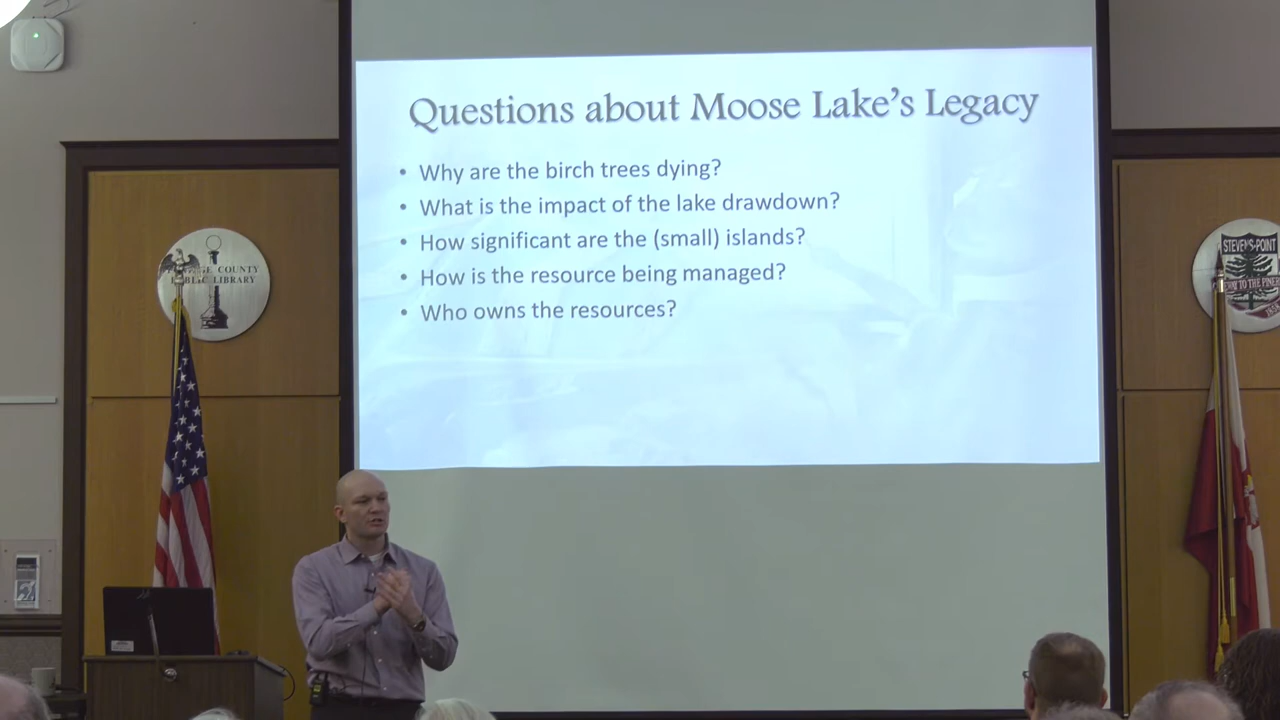 Questions about Moose Lake's Legacy
• Why are the birch trees dying?
• What is the impact of the lake drawdown?
• How significant are the (small) islands?
• How is the resource being managed?
• Who owns the resources?
COUNTY
LIBRARY
STEVENS POINT
TO THE